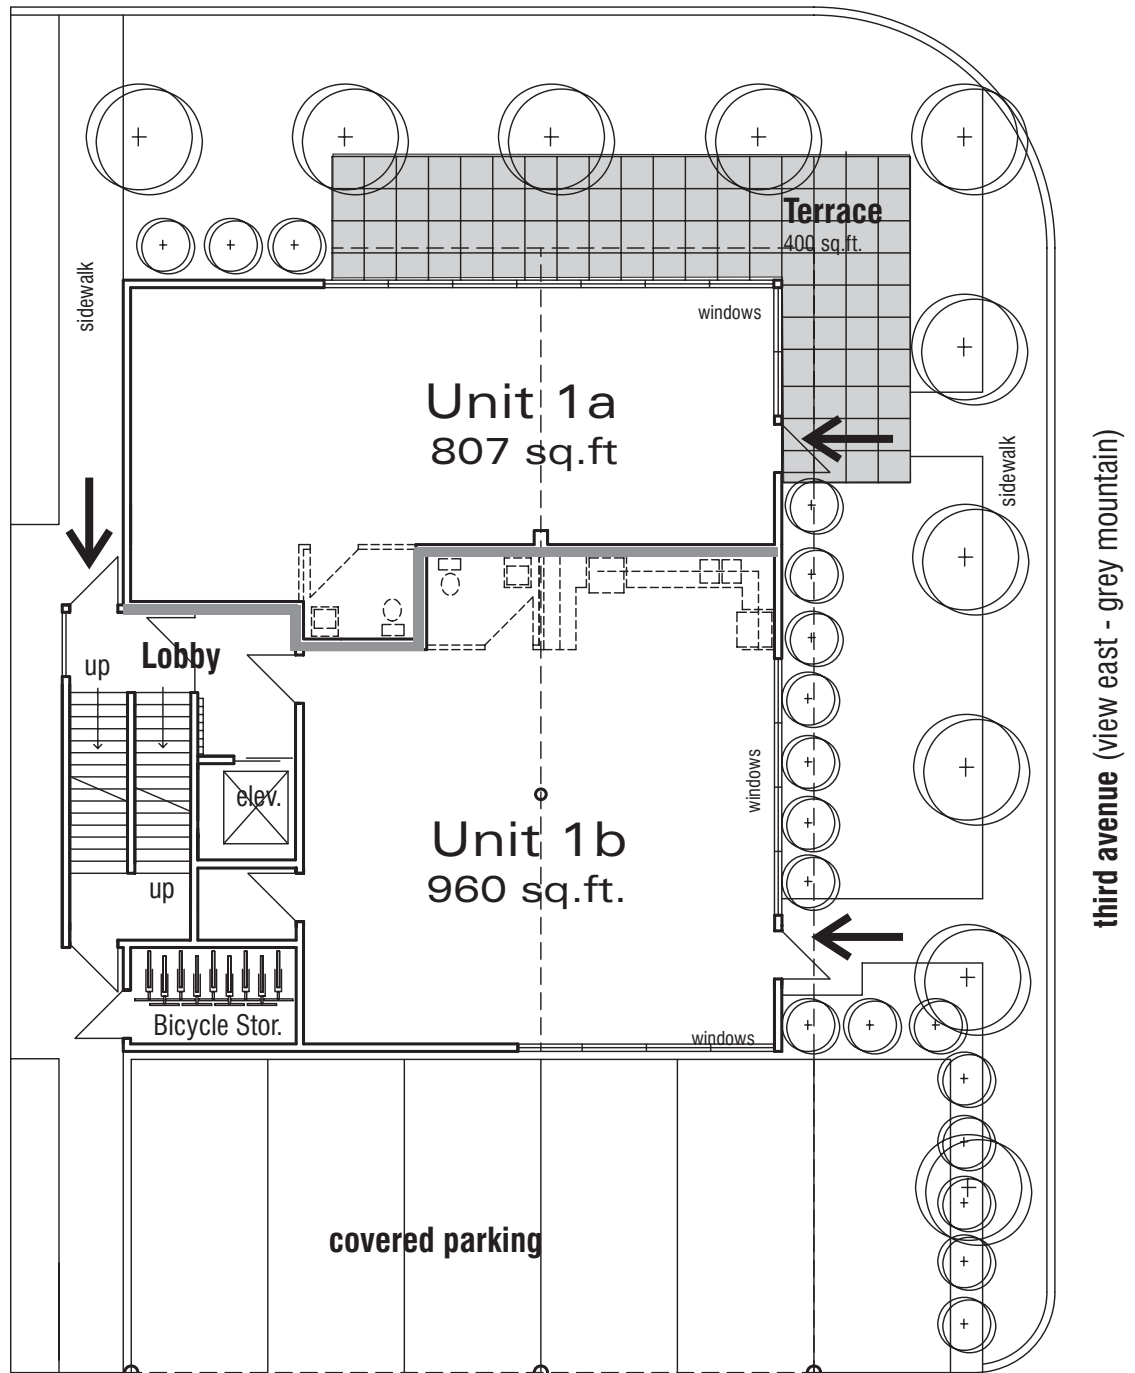 Terrace
400 sq.ft.
sidewalk
windows
Unit 1a
807 sq.ft
sidewalk
third avenue (view east - grey mountain)
up
Lobby
windows
elev.
Unit 1b
960 sq.ft.
up
Bicycle Stor.
windows
covered parking